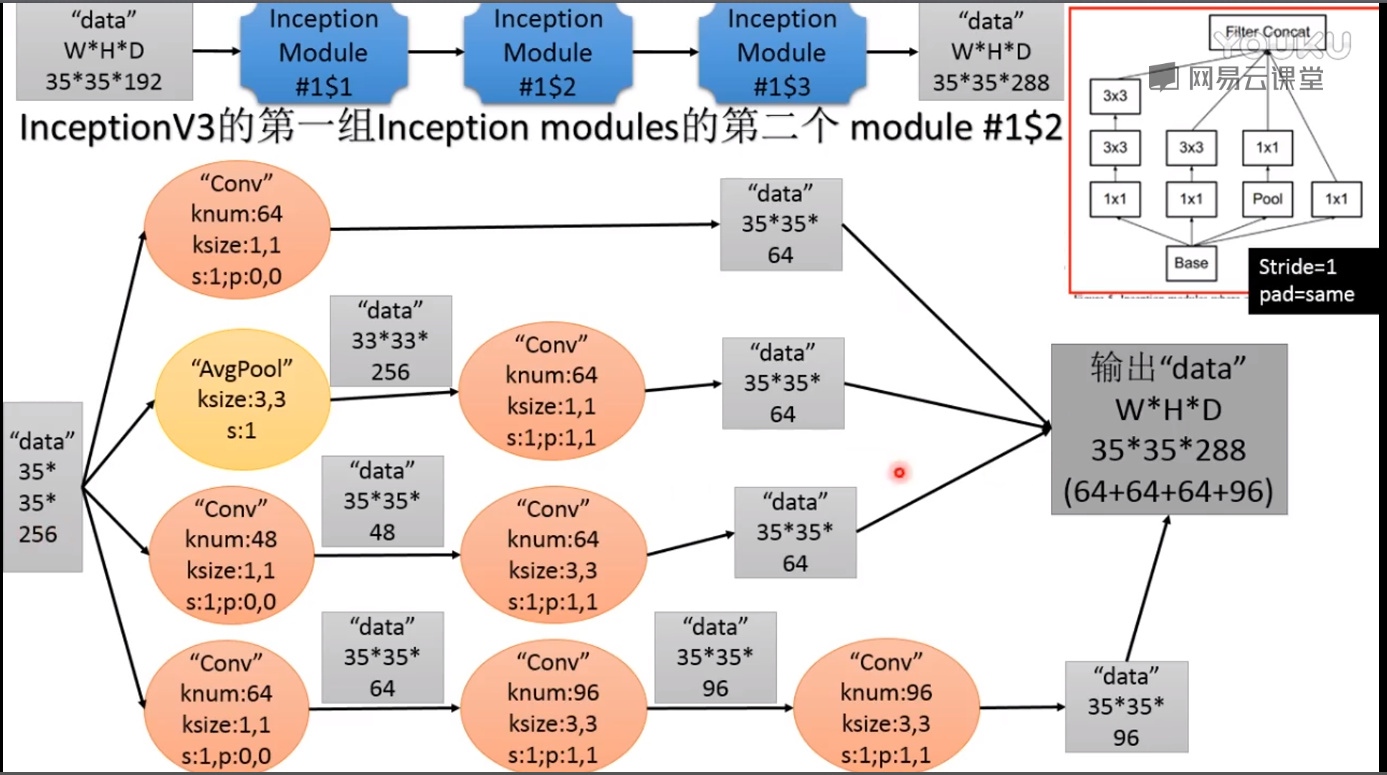 “data”
W*H*D
35*35*192
Inception
Module
#1$1
Inception
Module
#1$2
Inception
Module
#1$3
“data”
W*H*D
35*35*288
InceptionV3的第一组Inception modules的第二个 module #1$2
Filter Concat
YOUKU
网易云课堂
3x3
3x3
3x3
1x1
1x1
1x1
Pool
1x1
Base
Stride=1
pad=same
“data”
35*
35*
256
“Conv”
knum:64
ksize:1,1
s:1;p:0,0
“data”
35*35*
64
“AvgPool”
ksize:3,3
s:1
“data”
33*33*
256
“Conv”
knum:64
ksize:1,1
s:1;p:1,1
“data”
35*35*
64
“Conv”
knum:48
ksize:1,1
s:1;p:0,0
“data”
35*35*
48
“Conv”
knum:64
ksize:3,3
s:1;p:1,1
“data”
35*35*
64
“Conv”
knum:64
ksize:1,1
s:1,p:0,0
“data”
35*35*
64
“Conv”
knum:96
ksize:3,3
s:1;p:1,1
“data”
35*35*
96
“Conv”
knum:96
ksize:3,3
s:1;p:1,1
“data”
35*35*
96
输出“data”
W*H*D
35*35*288
(64+64+64+96)